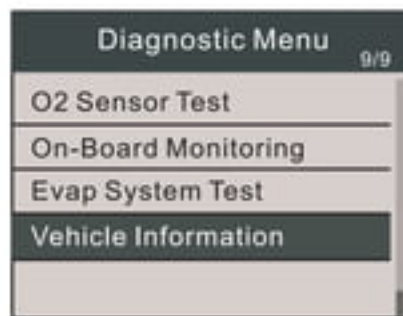 Diagnostic Menu
9/9
O2 Sensor Test
On-Board Monitoring
Evap System Test
Vehicle Information